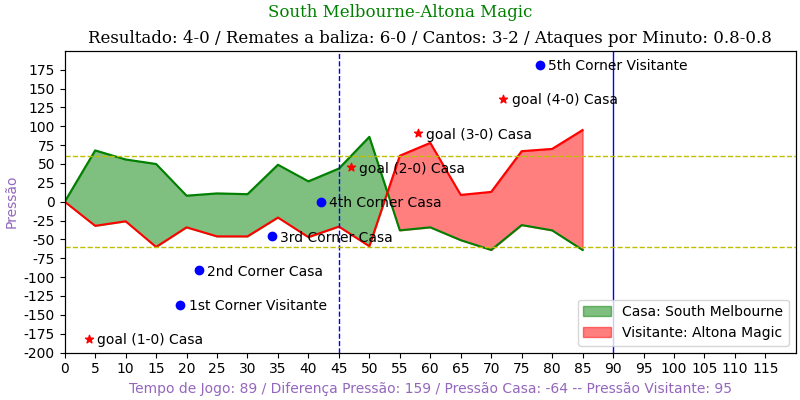 South Melbourne-Altona Magic
Resultado: 4-0 / Remates a baliza: 6-0 / Cantos: 3-2 / Ataques por Minuto: 0.8-0.8
175
5th Corner Visitante
150
goal (4-0) Casa
125
100
goal (3-0) Casa
75
50
goal (2-0) Casa
25
0
4th Corner Casa
-25
Pressão
-50
3rd Corner Casa
-75
2nd Corner Casa
-100
-125
1st Corner Visitante
-150
-175
goal (1-0) Casa
-200
Casa: South Melbourne
Visitante: Altona Magic
0 5 10 15 20 25 30 35 40 45 50 55 60 65 70 75 80 85 90 95 100 105 110 115
Tempo de Jogo: 89 / Diferença Pressão: 159 / Pressão Casa: -64 -- Pressão Visitante: 95